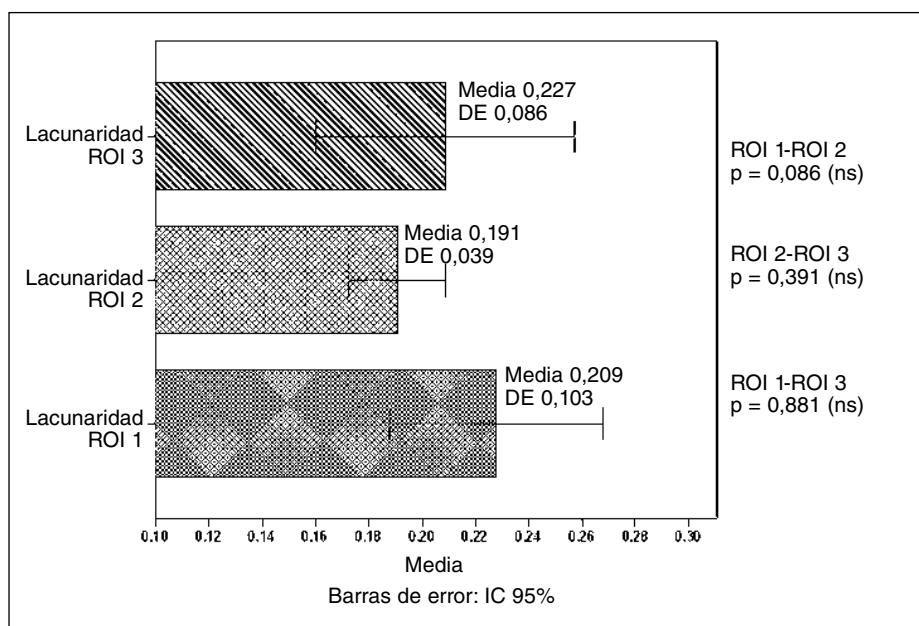 Lacunaridad
ROI 3
Media 0,227
DE 0,086
Lacunaridad
ROI 2
Media 0,191
DE 0,039
Lacunaridad
ROI 1
Media 0,209
DE 0,103
ROI 1-ROI 2
p = 0,086 (ns)
ROI 2-ROI 3
p = 0,391 (ns)
ROI 1-ROI 3
p = 0,881 (ns)
0.10 0.12 0.14 0.16 0.18 0.20 0.22 0.24 0.26 0.28 0.30
Media
Barras de error: IC 95%